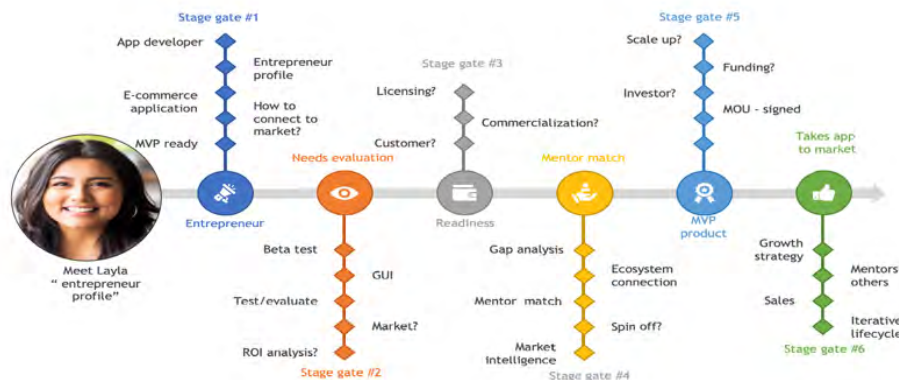 Stage gate #1
App developer
Entrepreneur
profile
E-commerce
application
How to
connect to
market?
MVP ready
Entrepreneur
Meet Layla
“ entrepreneur
profile”
Needs evaluation
Beta test
GUI
Test/evaluate
Market?
ROI analysis?
Stage gate #2
Stage gate #3
Licensing?
Commercialization?
Customer?
Readiness
Mentor match
Gap analysis
Ecosystem
connection
Mentor match
Spin off?
Market
intelligence
Stage gate #4
Stage gate #5
Scale up?
Funding?
Investor?
MOU - signed
MVP
product
Takes app
to market
Growth
strategy
Mentors
others
Sales
Iterative
lifecycle
Stage gate #6